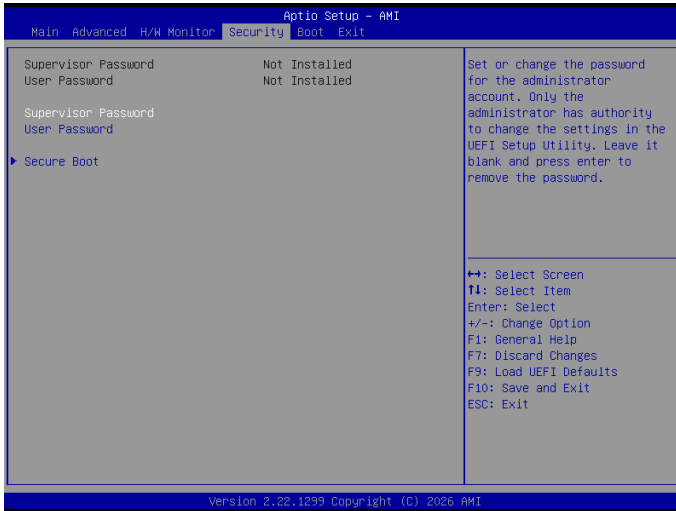 Aptio Setup – AMI
Main Advanced H/W Monitor Security Boot Exit
Supervisor Password Not Installed
User Password Not Installed
Supervisor Password
User Password
Secure Boot
Set or change the password
for the administrator
account. Only the
administrator has authority
to change the settings in the
UEFI Setup Utility. Leave it
blank and press enter to
remove the password.
↔: Select Screen
↑↓: Select Item
Enter: Select
+/-: Change Option
F1: General Help
F7: Discard Changes
F9: Load UEFI Defaults
F10: Save and Exit
ESC: Exit
Version 2.22.1299 Copyright (C) 2026 AMI